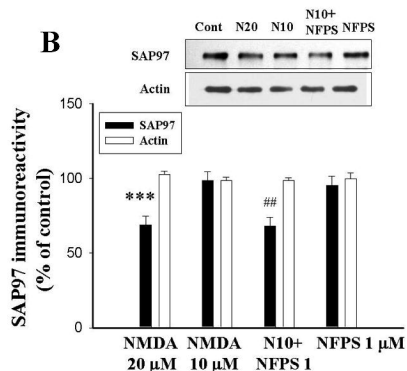 B
Cont N20 N10 N10+ NFPS NFPS
SAP97
Actin
150
100
50
0
SAP97 immunoreactivity
(% of control)
SAP97
Actin
***
##
NMDA NMDA N10+ NFPS 1 µM
20 µM 10 µM NFPS 1